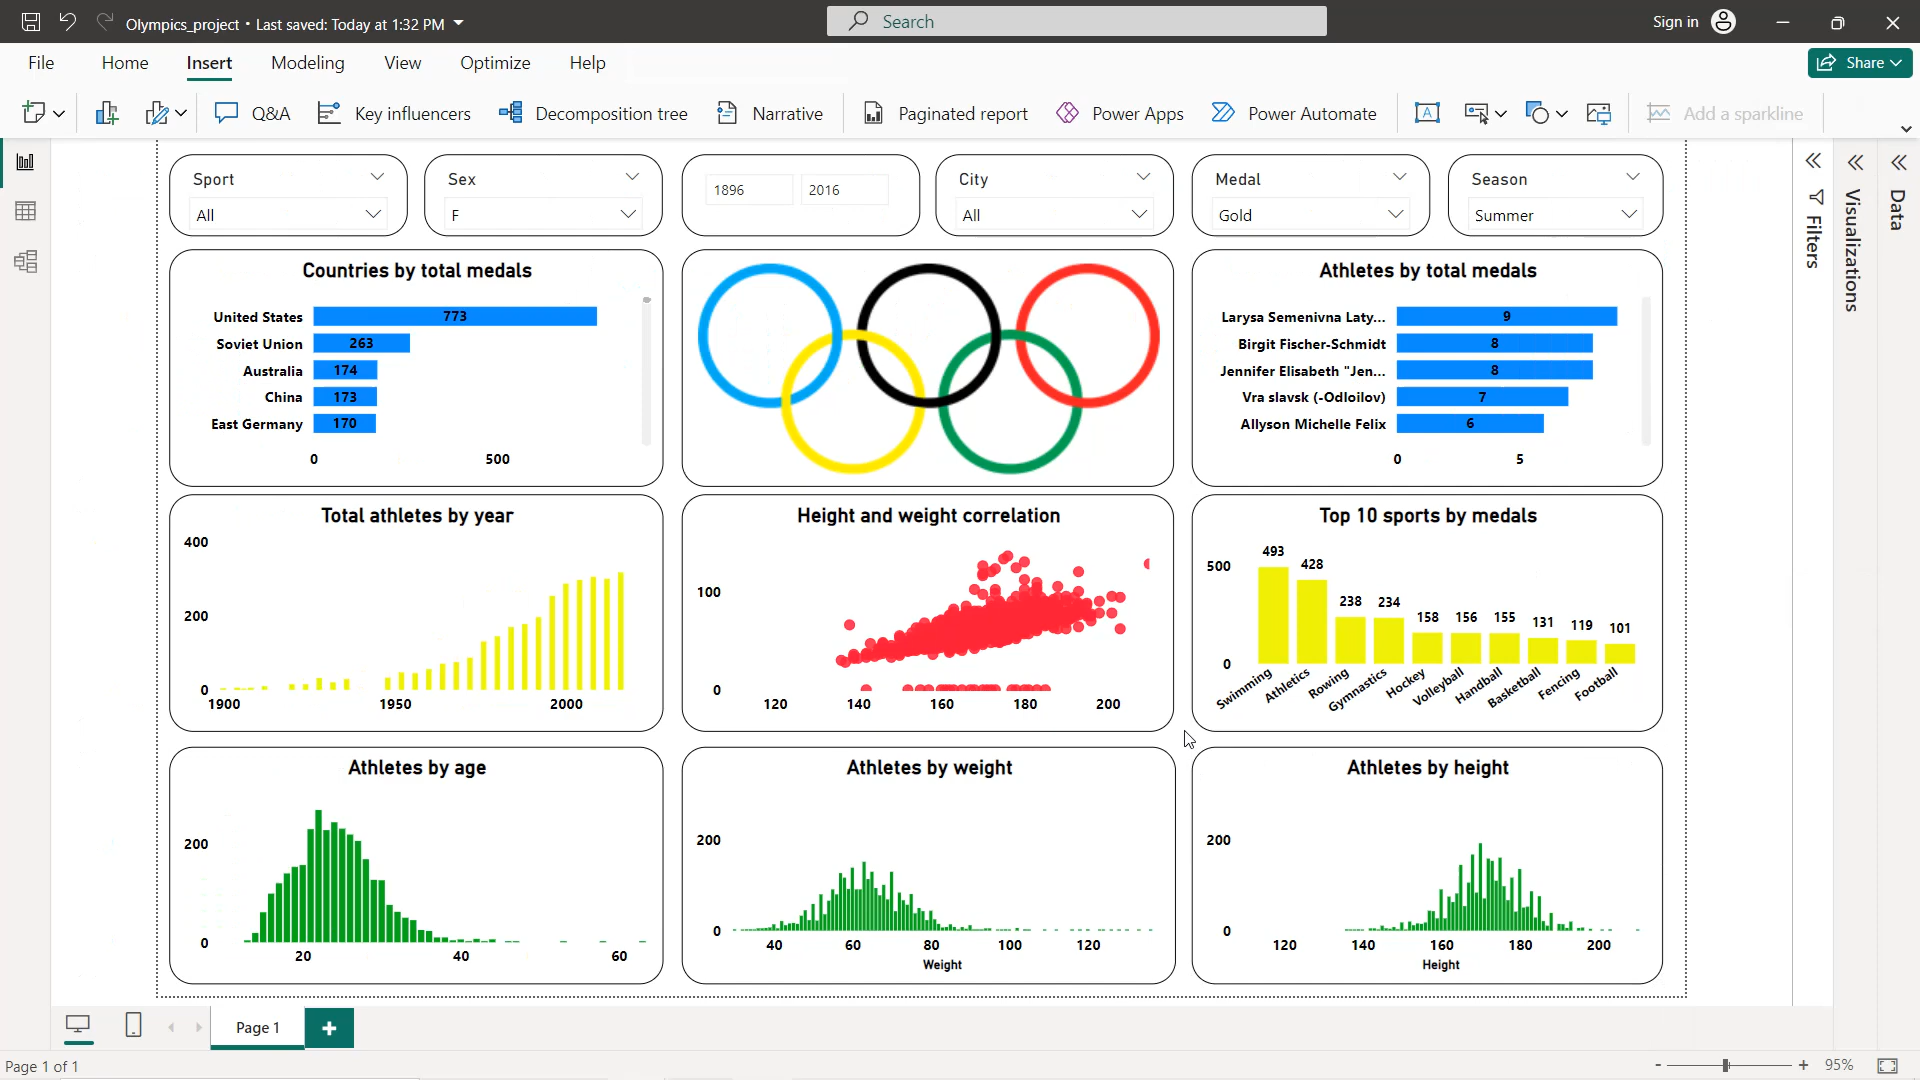 Olympics_project • Last saved: Today at 1:32 PM
Search
Sign in
File Home Insert Modeling View Optimize Help
Share
Q&A Key influencers Decomposition tree Narrative Paginated report Power Apps Power Automate Add a sparkline
Sport
All
Sex
F
1896 2016
City
All
Medal
Gold
Season
Summer
Filters
Visualizations
Data
Countries by total medals
United States 773
Soviet Union 263
Australia 174
China 173
East Germany 170
0 500
Athletes by total medals
Larysa Semenivna Laty... 9
Birgit Fischer-Schmidt 8
Jennifer Elisabeth "Jen... 8
Vra slavsk (-Odloilov) 7
Allyson Michelle Felix 6
0 5
Total athletes by year
400
200
0
1900 1950 2000
Height and weight correlation
100
0
120 140 160 180 200
Top 10 sports by medals
500
0
493 428 238 234 158 156 155 131 119 101
Swimming Athletics Rowing Gymnastics Hockey Volleyball Handball Basketball Fencing Football
Athletes by age
200
0
20 40 60
Athletes by weight
200
0
40 60 80 100 120
Weight
Athletes by height
200
0
120 140 160 180 200
Height
Page 1
Page 1 of 1
95%